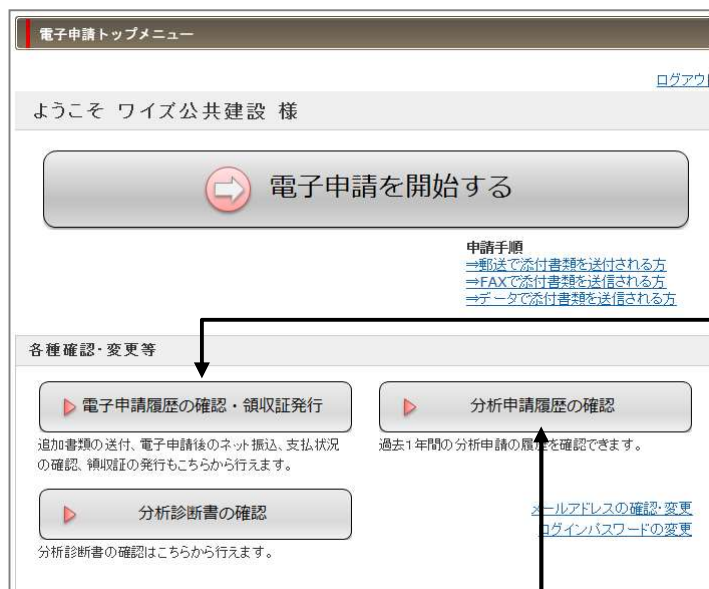 電子申請トップメニュー
ログアウ
ようこそ ワイズ公共建設 様
電子申請を開始する
申請手順
⇒郵送で添付書類を送付される方
⇒FAXで添付書類を送信される方
⇒データで添付書類を送信される方
各種確認・変更等
電子申請履歴の確認・領収証発行
追加書類の送付、電子申請後のネット振込、支払状況
の確認、領収証の発行もこちらから行えます。
分析申請履歴の確認
過去1年間の分析申請の履歴を確認できます。
分析診断書の確認
分析診断書の確認はこちらから行えます。
メールアドレスの確認・変更
ログインパスワードの変更